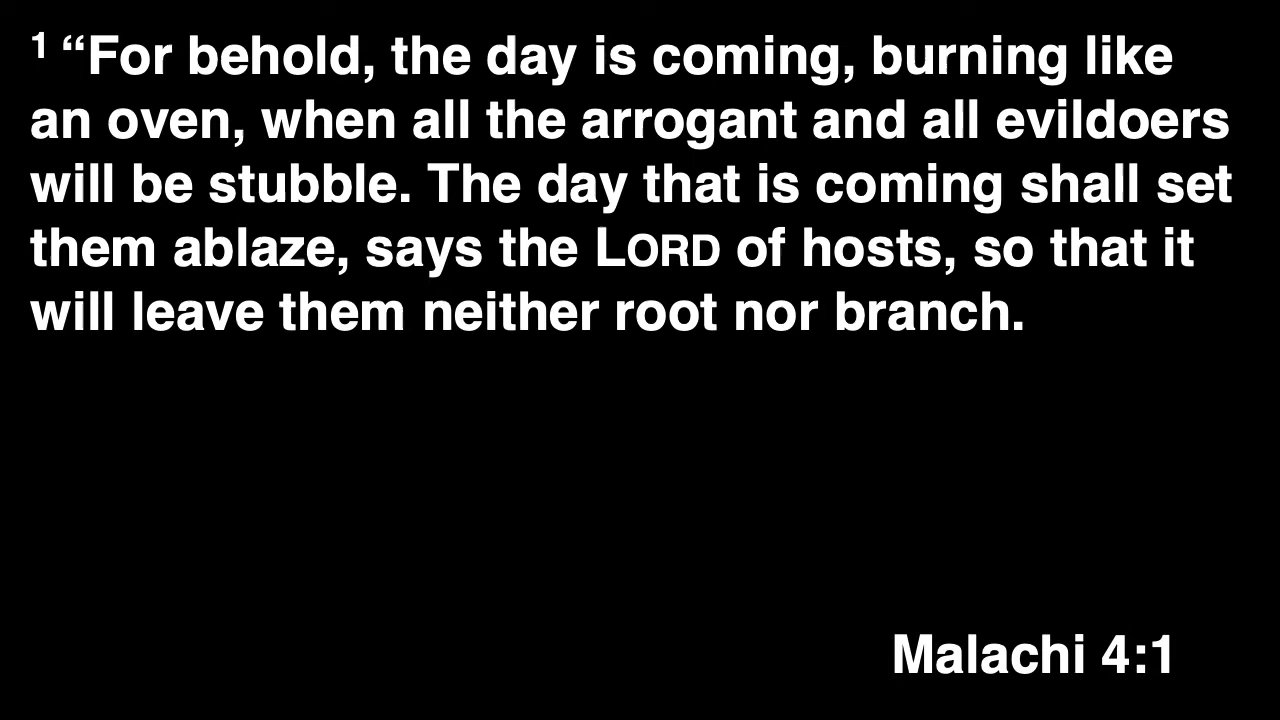 1 “For behold, the day is coming, burning like
an oven, when all the arrogant and all evildoers
will be stubble. The day that is coming shall set
them ablaze, says the LORD of hosts, so that it
will leave them neither root nor branch.
Malachi 4:1